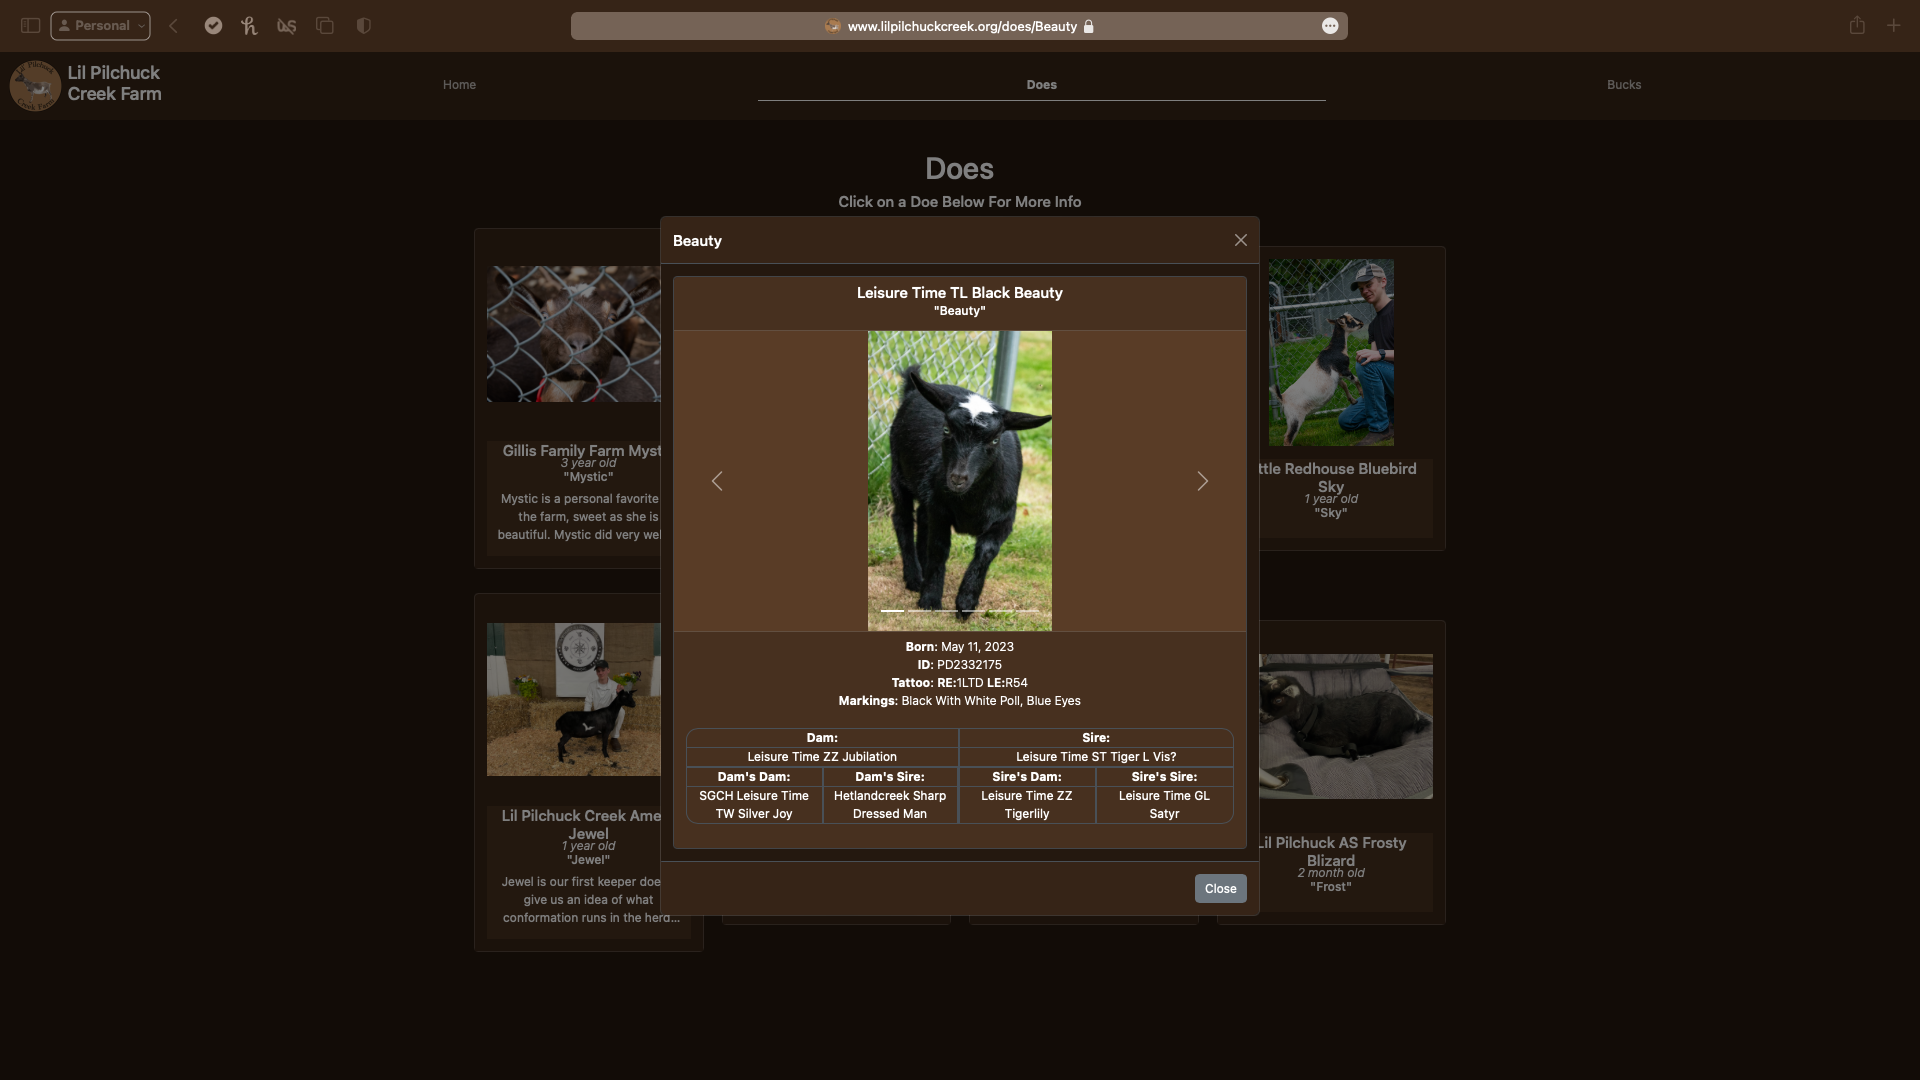 Personal
www.lilpilchuckcreek.org/does/Beauty
Lil Pilchuck
Creek Farm
Home
Does
Bucks
Does
Click on a Doe Below For More Info
Beauty
Leisure Time TL Black Beauty
"Beauty"
Born: May 11, 2023
ID: PD2332175
Tattoo: RE:1LTD LE:R54
Markings: Black With White Poll, Blue Eyes
Dam:
Sire:
Leisure Time ZZ Jubilation
Leisure Time ST Tiger L Vis?
Dam's Dam:
Dam's Sire:
Sire's Dam:
Sire's Sire:
SGCH Leisure Time
TW Silver Joy
Hetlandcreek Sharp
Dressed Man
Leisure Time ZZ
Tigerlily
Leisure Time GL
Satyr
Close
Gillis Family Farm
3 year old
"Mystic"
Mystic is a personal favorite
the farm, sweet as she is
beautiful. Mystic did very
Redhouse Bluebird
Sky
1 year old
"Sky"
Lil Pilchuck Creek
Jewel
1 year old
"Jewel"
Jewel is our first keeper
give us an idea of what
conformation runs in the herd...
Lil Pilchuck AS Frosty
Blizard
2 month old
"Frost"